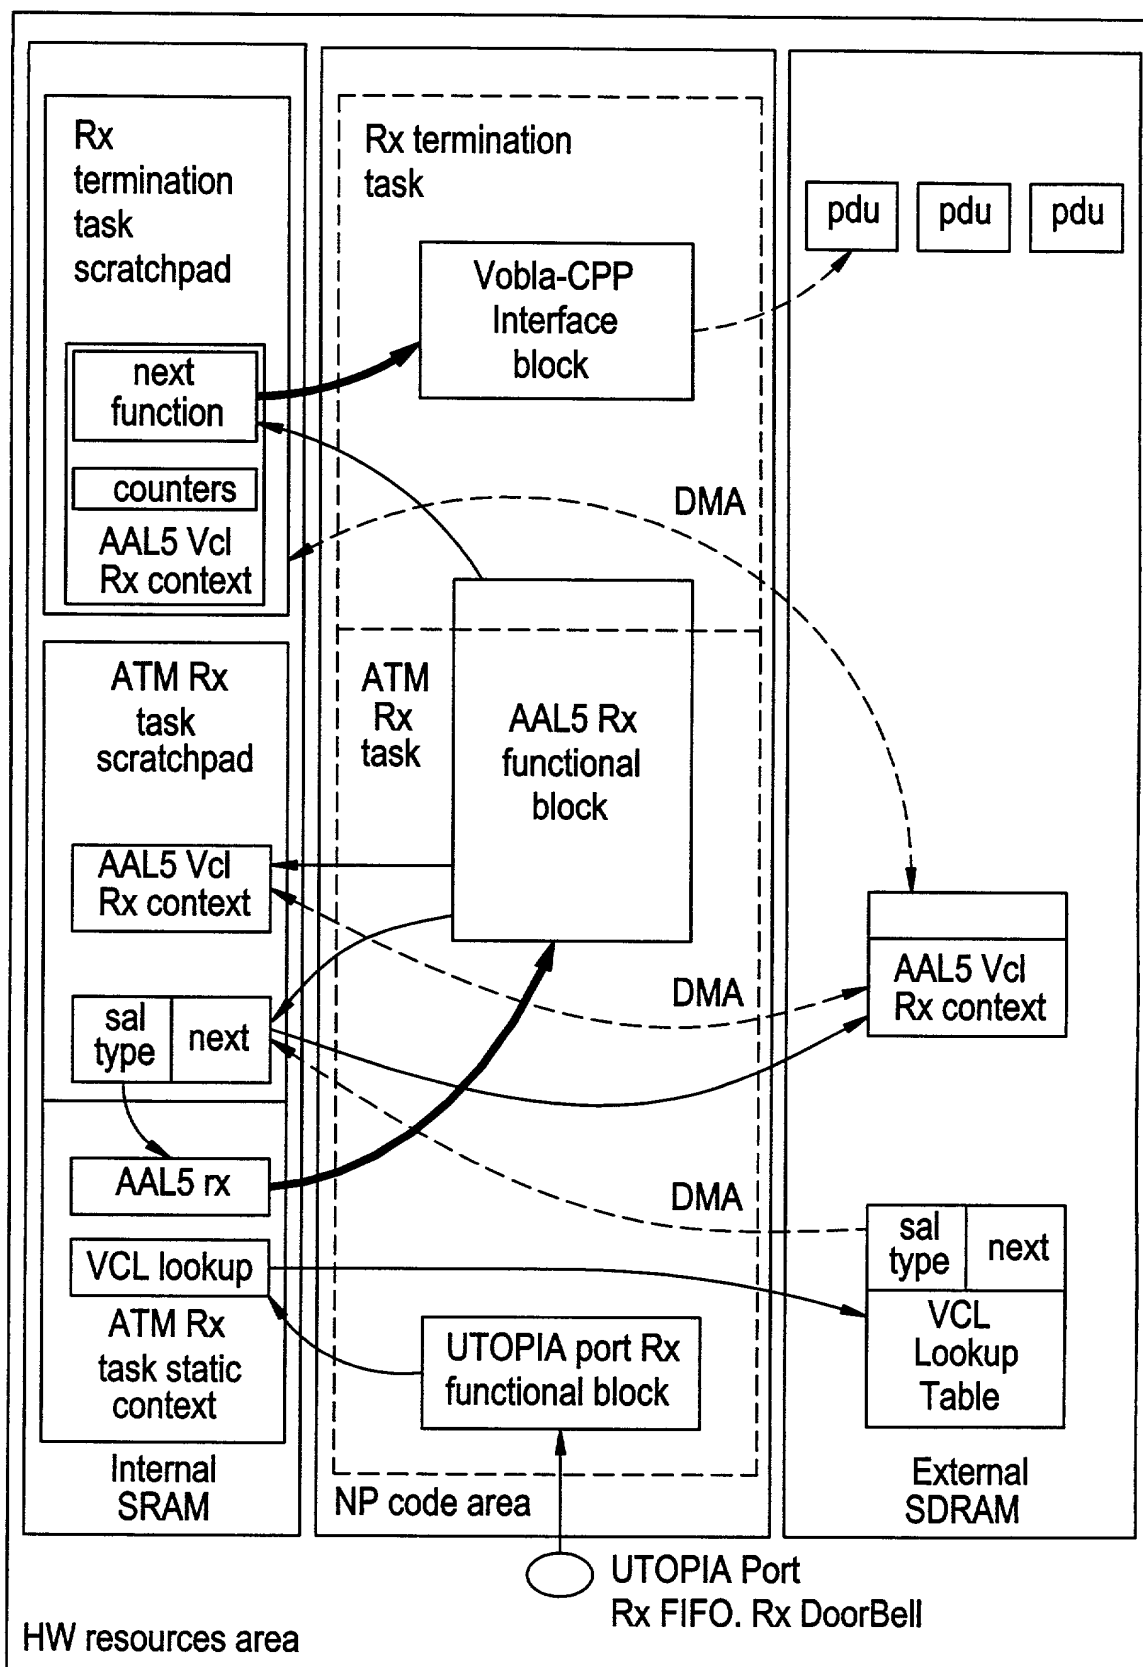 Rx
termination
task
scratchpad
next
function
counters
AAL5 Vcl
Rx context
ATM Rx
task
scratchpad
AAL5 Vcl
Rx context
sal
type
next
AAL5 rx
VCL lookup
ATM Rx
task static
context
Internal
SRAM
Rx termination
task
Vobla-CPP
Interface
block
DMA
ATM
Rx
task
AAL5 Rx
functional
block
DMA
DMA
UTOPIA port Rx
functional block
NP code area
pdu
pdu
pdu
AAL5 Vcl
Rx context
sal
type
next
VCL
Lookup
Table
External
SDRAM
UTOPIA Port
Rx FIFO. Rx DoorBell
HW resources area